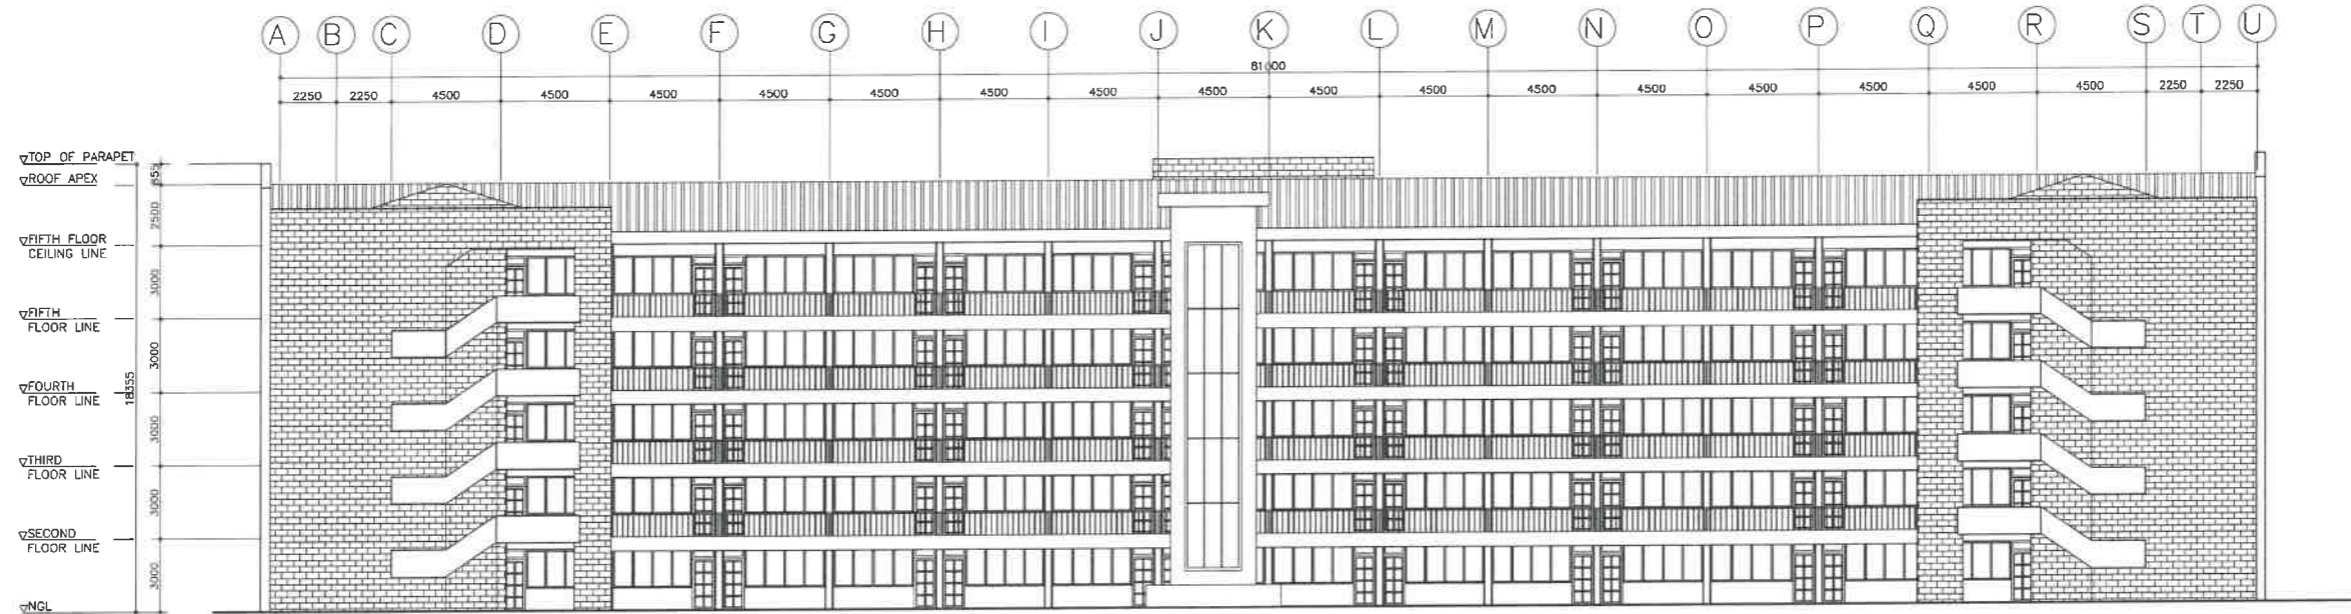 A B C D E F G H I J K L M N O P Q R S T U
81000
2250 2250 4500 4500 4500 4500 4500 4500 4500 4500 4500 4500 4500 4500 4500 4500 4500 4500 2250 2250
TOP OF PARAPET
855
ROOF APEX
2500
FIFTH FLOOR
CEILING LINE
3000
FIFTH
FLOOR LINE
3000
FOURTH
FLOOR LINE
18355
3000
THIRD
FLOOR LINE
3000
SECOND
FLOOR LINE
3000
NGL